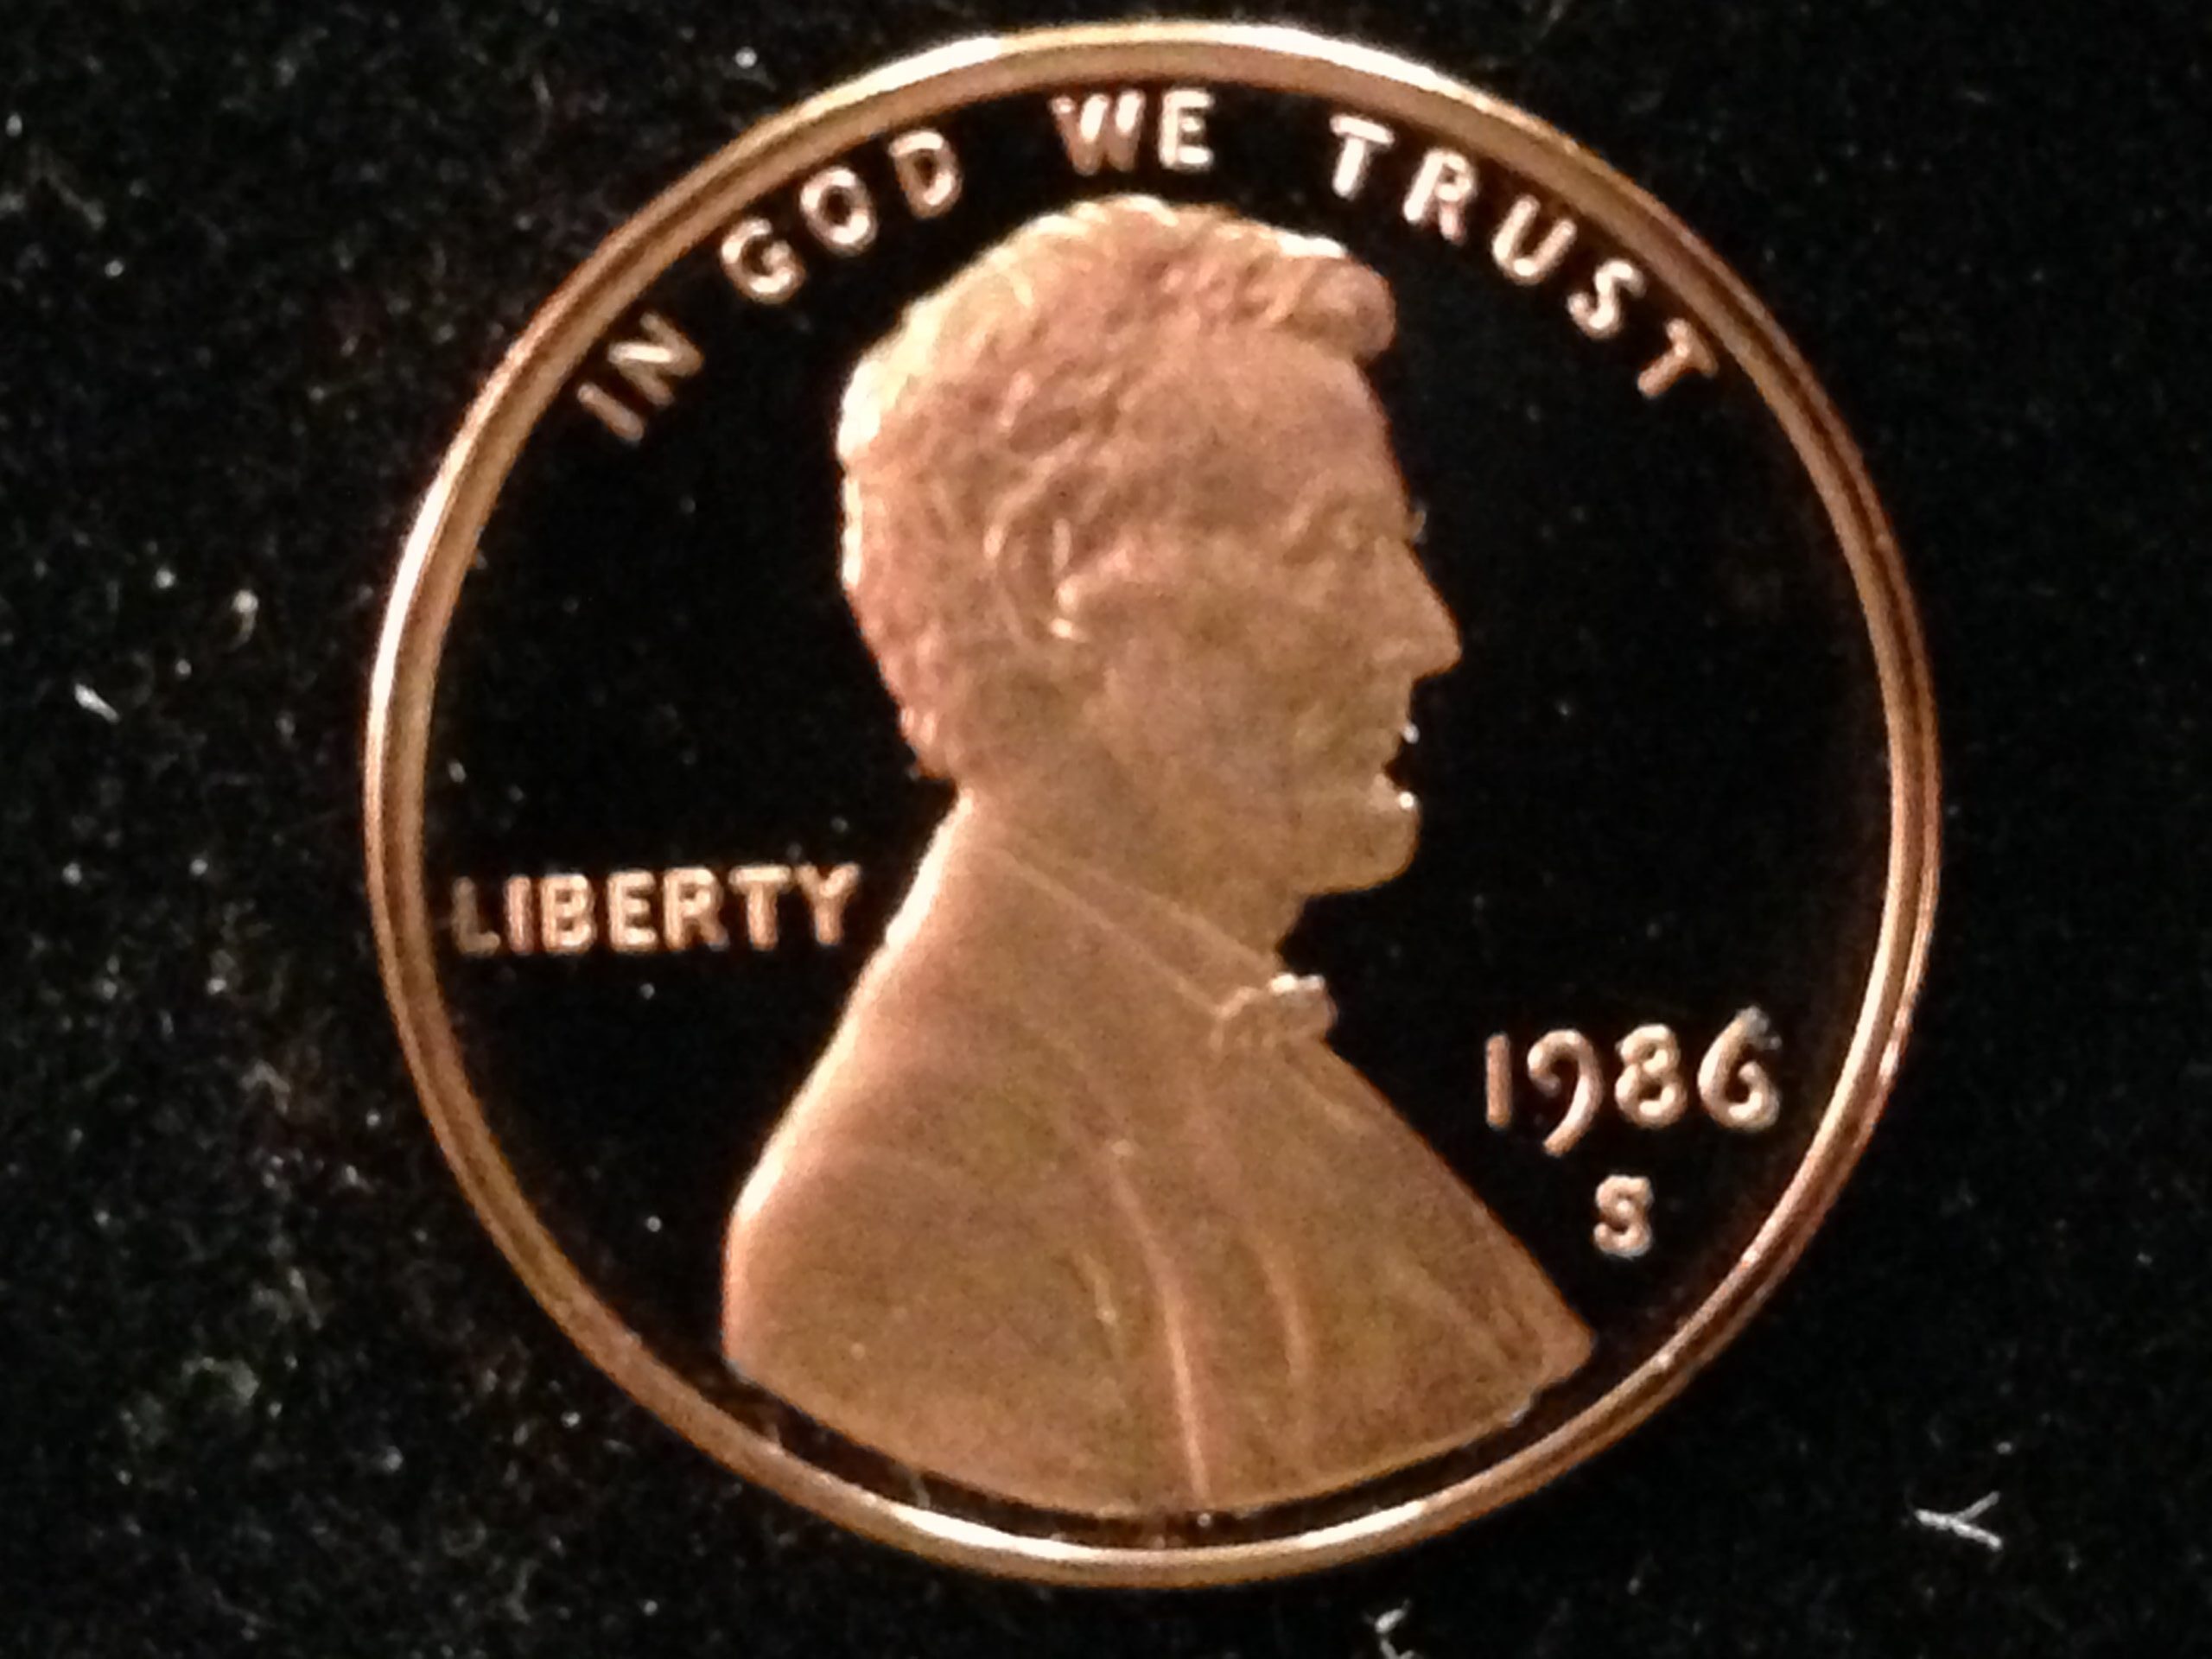 IN GOD WE TRUST
LIBERTY
1986
S